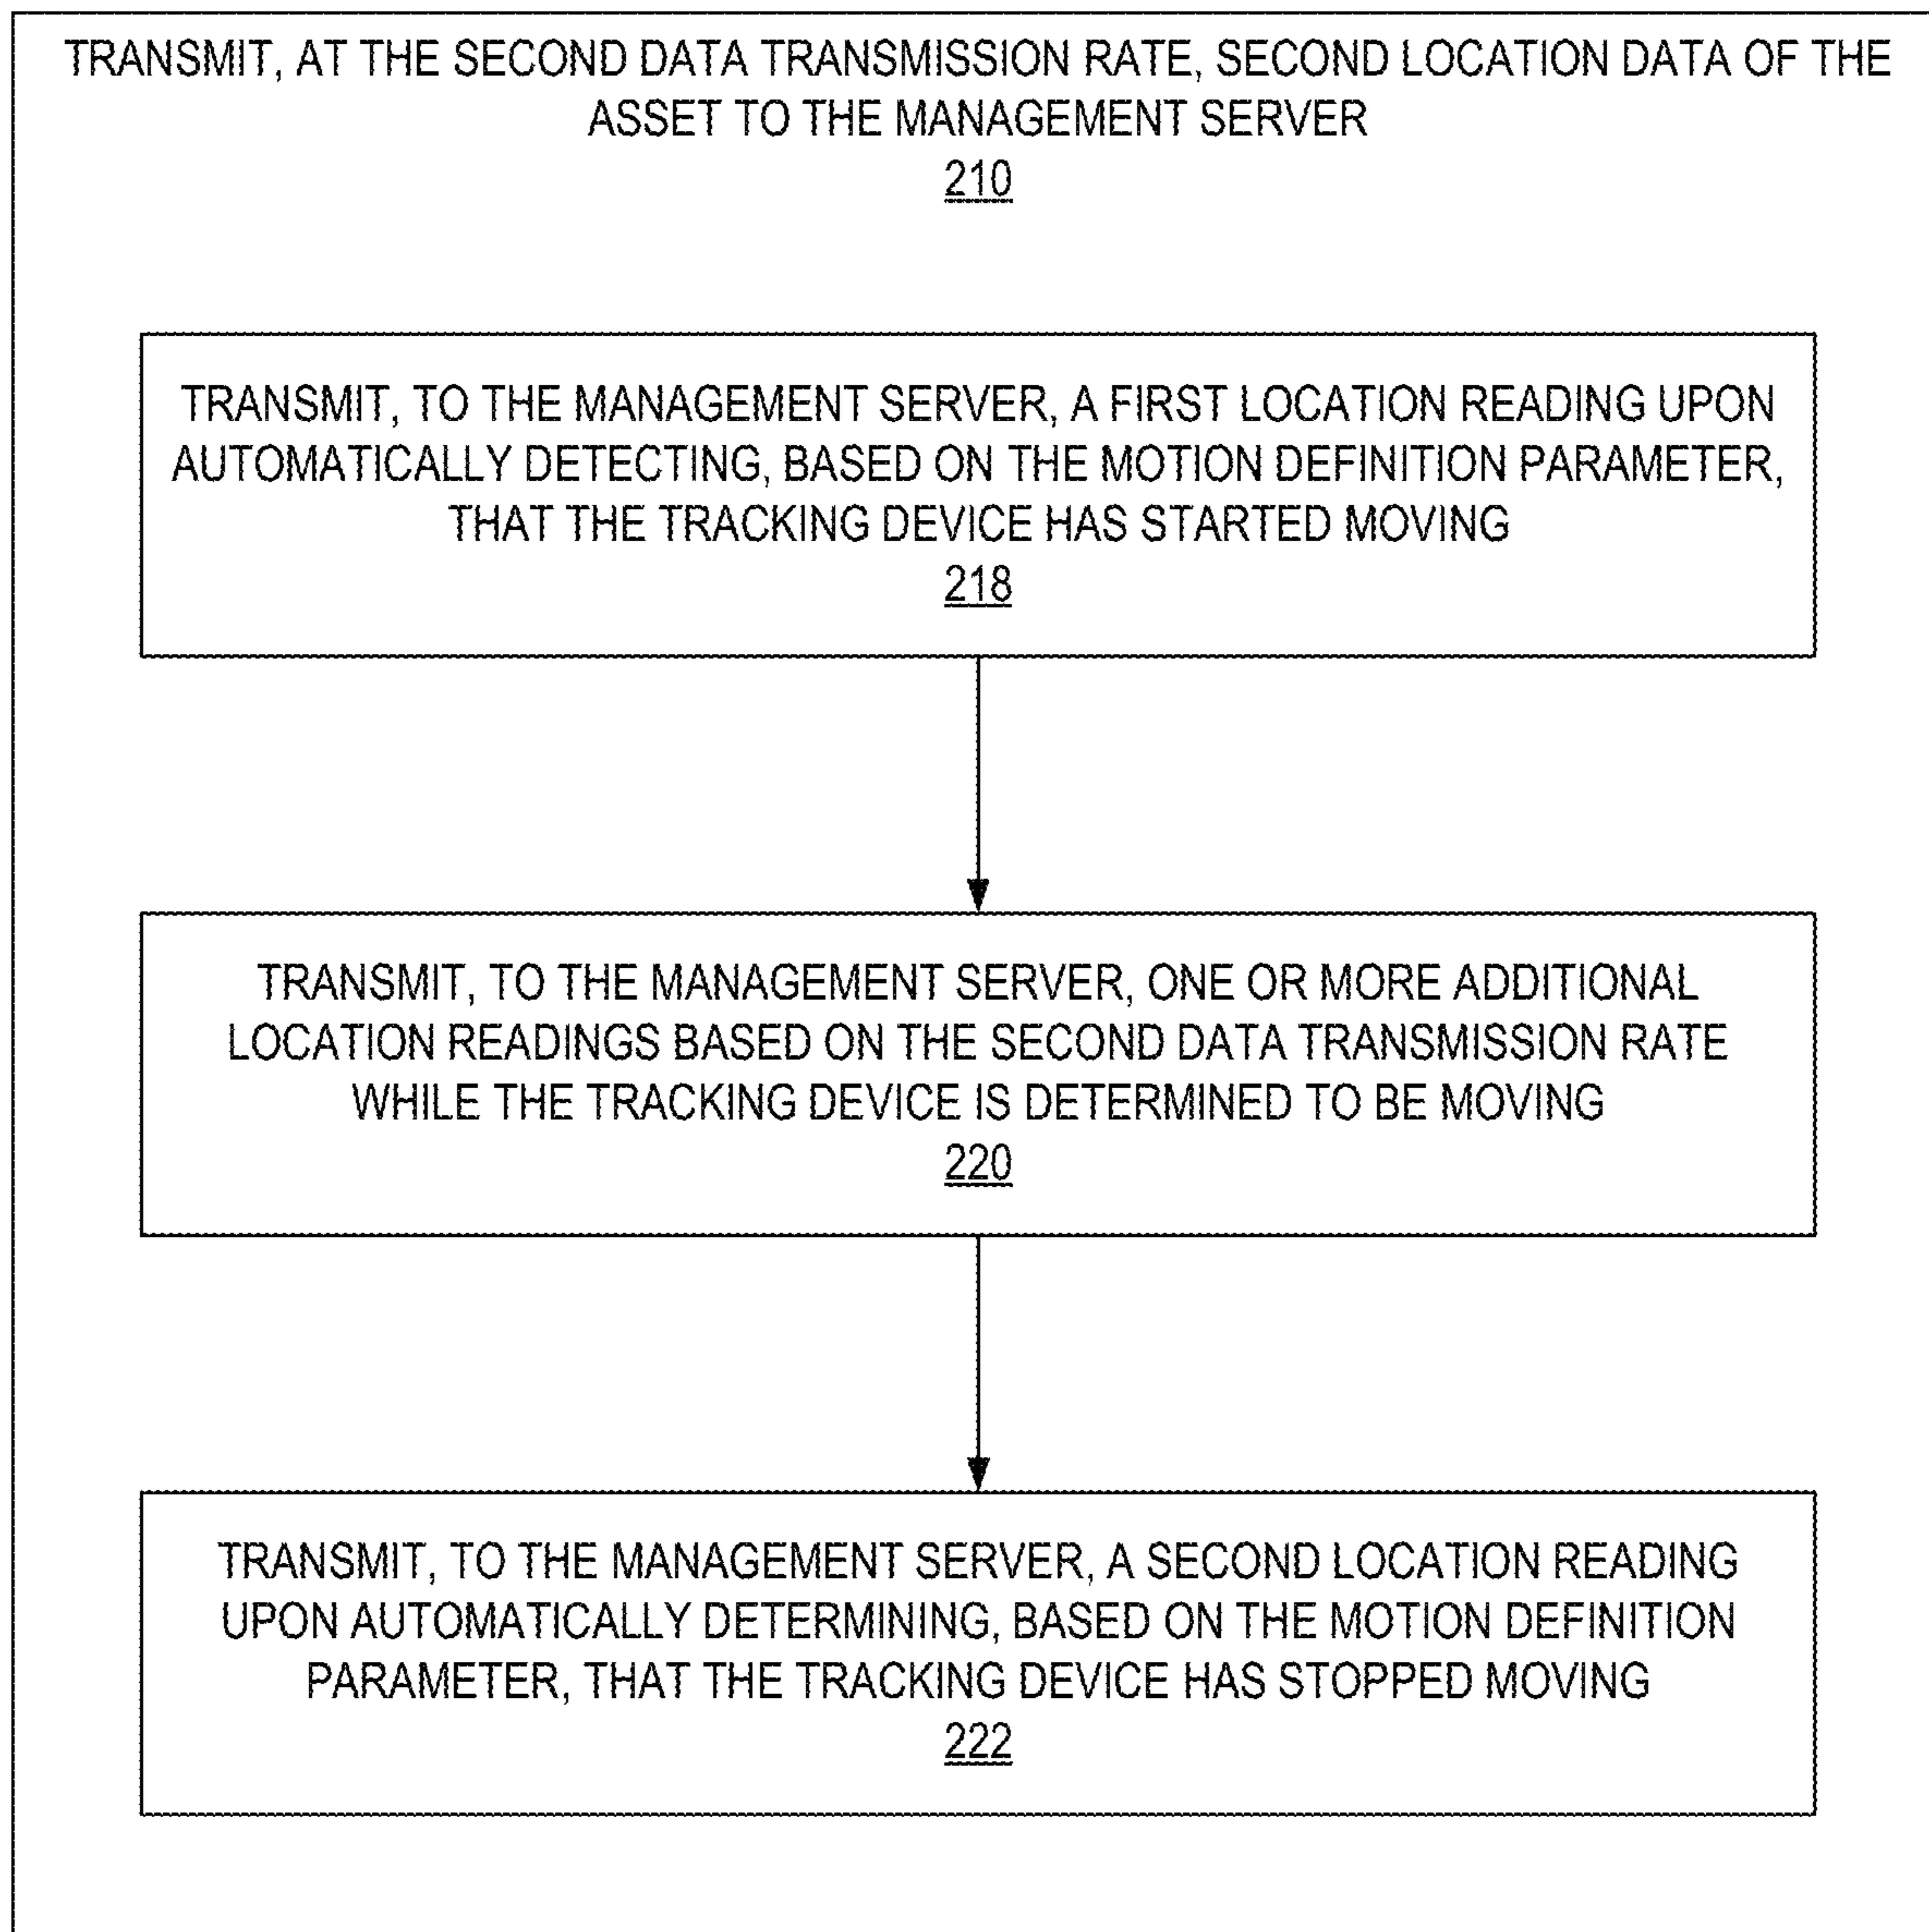 TRANSMIT, AT THE SECOND DATA TRANSMISSION RATE, SECOND LOCATION DATA OF THE
ASSET TO THE MANAGEMENT SERVER
210
TRANSMIT, TO THE MANAGEMENT SERVER, A FIRST LOCATION READING UPON
AUTOMATICALLY DETECTING, BASED ON THE MOTION DEFINITION PARAMETER,
THAT THE TRACKING DEVICE HAS STARTED MOVING
218
TRANSMIT, TO THE MANAGEMENT SERVER, ONE OR MORE ADDITIONAL
LOCATION READINGS BASED ON THE SECOND DATA TRANSMISSION RATE
WHILE THE TRACKING DEVICE IS DETERMINED TO BE MOVING
220
TRANSMIT, TO THE MANAGEMENT SERVER, A SECOND LOCATION READING
UPON AUTOMATICALLY DETERMINING, BASED ON THE MOTION DEFINITION
PARAMETER, THAT THE TRACKING DEVICE HAS STOPPED MOVING
222